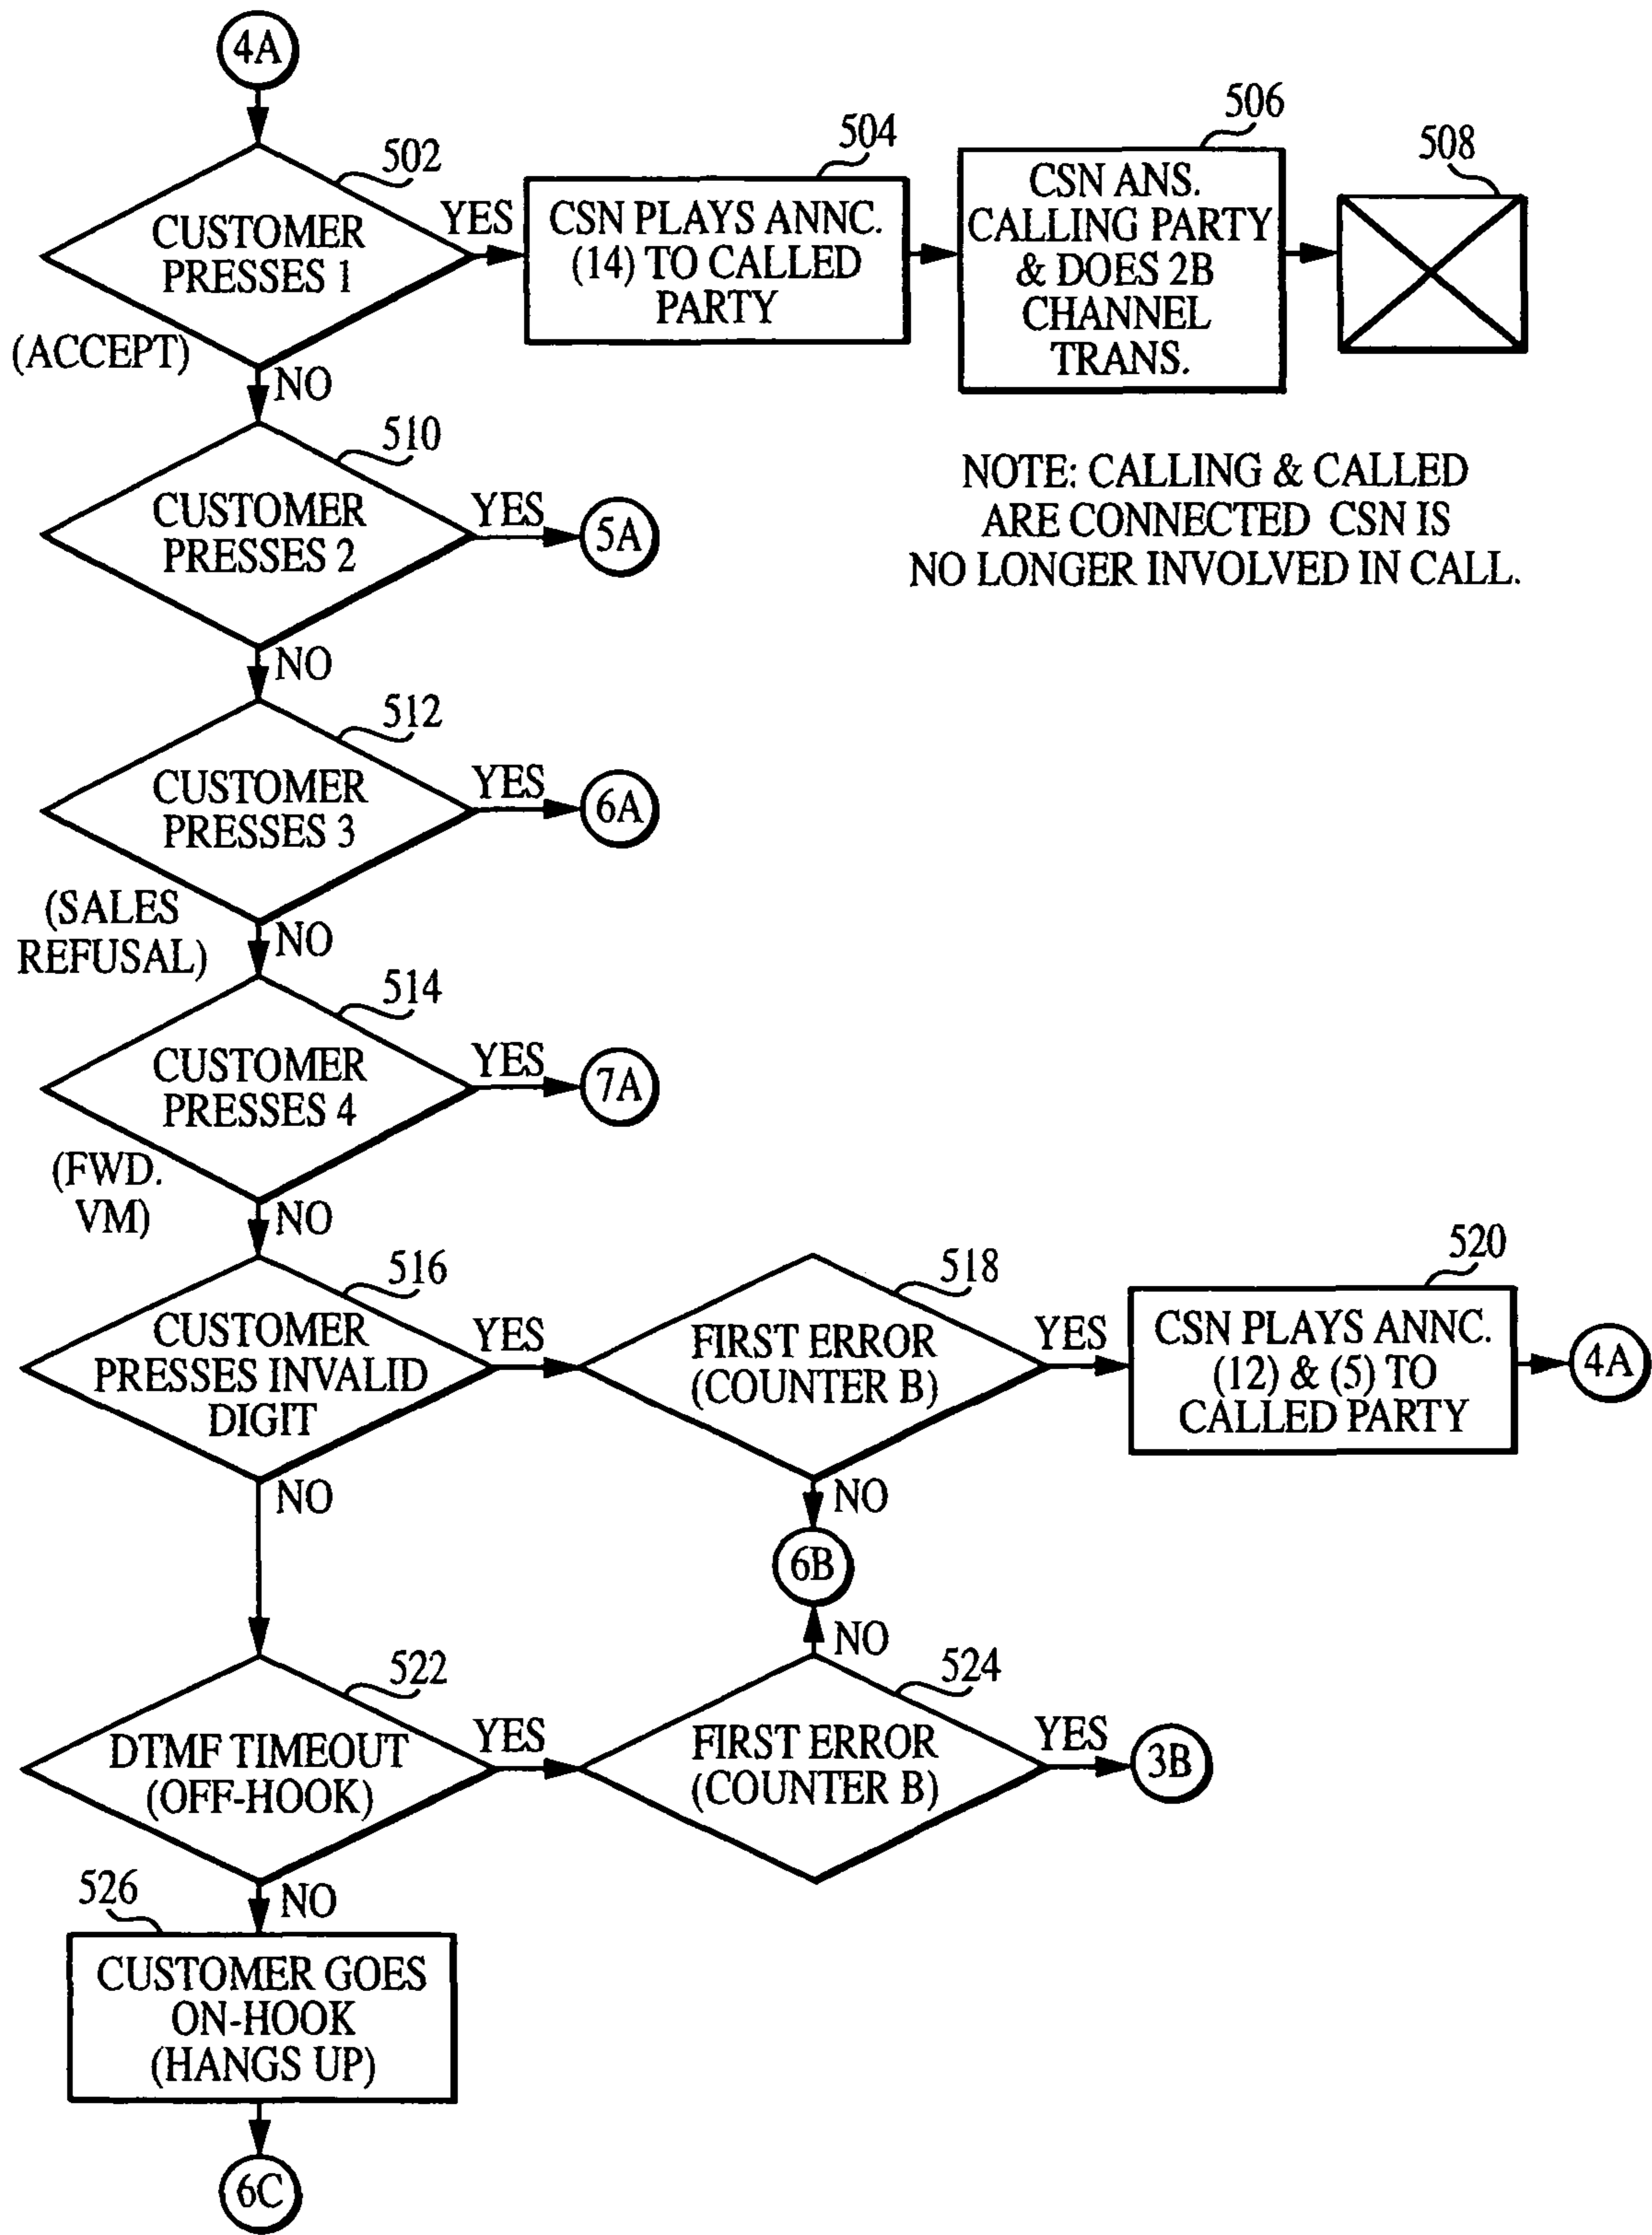 4A
502
CUSTOMER
PRESSES 1
(ACCEPT)
YES
NO
504
CSN PLAYS ANNC.
(14) TO CALLED
PARTY
506
CSN ANS.
CALLING PARTY
& DOES 2B
CHANNEL
TRANS.
508
NOTE: CALLING & CALLED
ARE CONNECTED CSN IS
NO LONGER INVOLVED IN CALL.
510
CUSTOMER
PRESSES 2
YES
5A
NO
512
CUSTOMER
PRESSES 3
YES
6A
(SALES
REFUSAL)
NO
514
CUSTOMER
PRESSES 4
YES
7A
(FWD.
VM)
NO
516
CUSTOMER
PRESSES INVALID
DIGIT
YES
NO
518
FIRST ERROR
(COUNTER B)
YES
520
CSN PLAYS ANNC.
(12) & (5) TO
CALLED PARTY
4A
NO
6B
NO
522
DTMF TIMEOUT
(OFF-HOOK)
YES
524
FIRST ERROR
(COUNTER B)
YES
3B
NO
526
CUSTOMER GOES
ON-HOOK
(HANGS UP)
6C